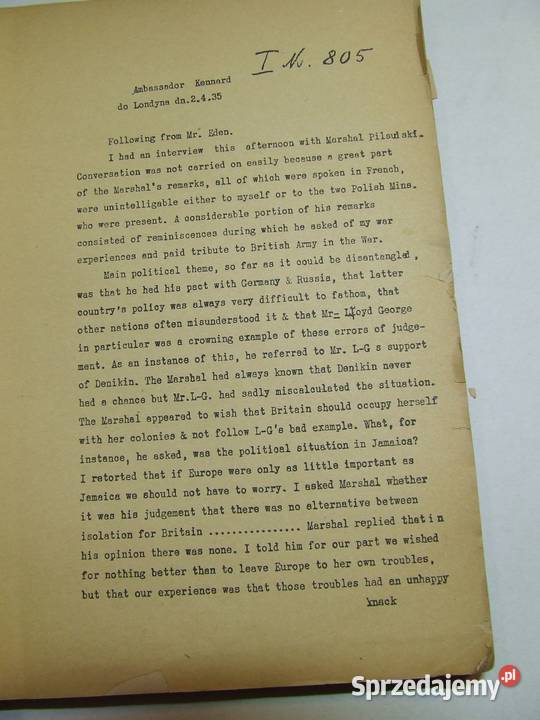 I Nr. 805
Ambassador Kennard
do Londynu dn.2.4.35
Following from Mr. Eden.
I had an interview this afternoon with Marshal Pilsulski.
Conversation was not carried on easily because a great part
of the Marshal's remarks, all of which were spoken in French,
were unintelligable either to myself or to the two Polish Mins.
who were present. A considerable portion of his remarks
consisted of reminiscences during which he asked of my war
experiences and paid tribute to British Army in the War.
Main political theme, so far as it could be disentangled,
was that he had his pact with Germany & Russia, that latter
country's policy was always very difficult to fathom, that
other nations often misunderstood it & that Mr. Lloyd George
in particular was a crowning example of these errors of judge-
ment. As an instance of this, he referred to Mr. L-G s support
of Denikin. The Marshal had always known that Denikin never
had a chance but Mr.L-G. had sadly miscalculated the situation.
The Marshal appeared to wish that Britain should occupy herself
with her colonies & not follow L-G's bad example. What, for
instance, he asked, was the political situation in Jamaica?
I retorted that if Europe were only as little important as
Jamaica we should not have to worry. I asked Marshal whether
it was his judgement that there was no alternative between
isolation for Britain ................ Marshal replied that in
his opinion there was none. I told him for our part we wished
for nothing better than to leave Europe to her own troubles,
but that our experience was that those troubles had an unhappy
knack
Sprzedajemy.pl